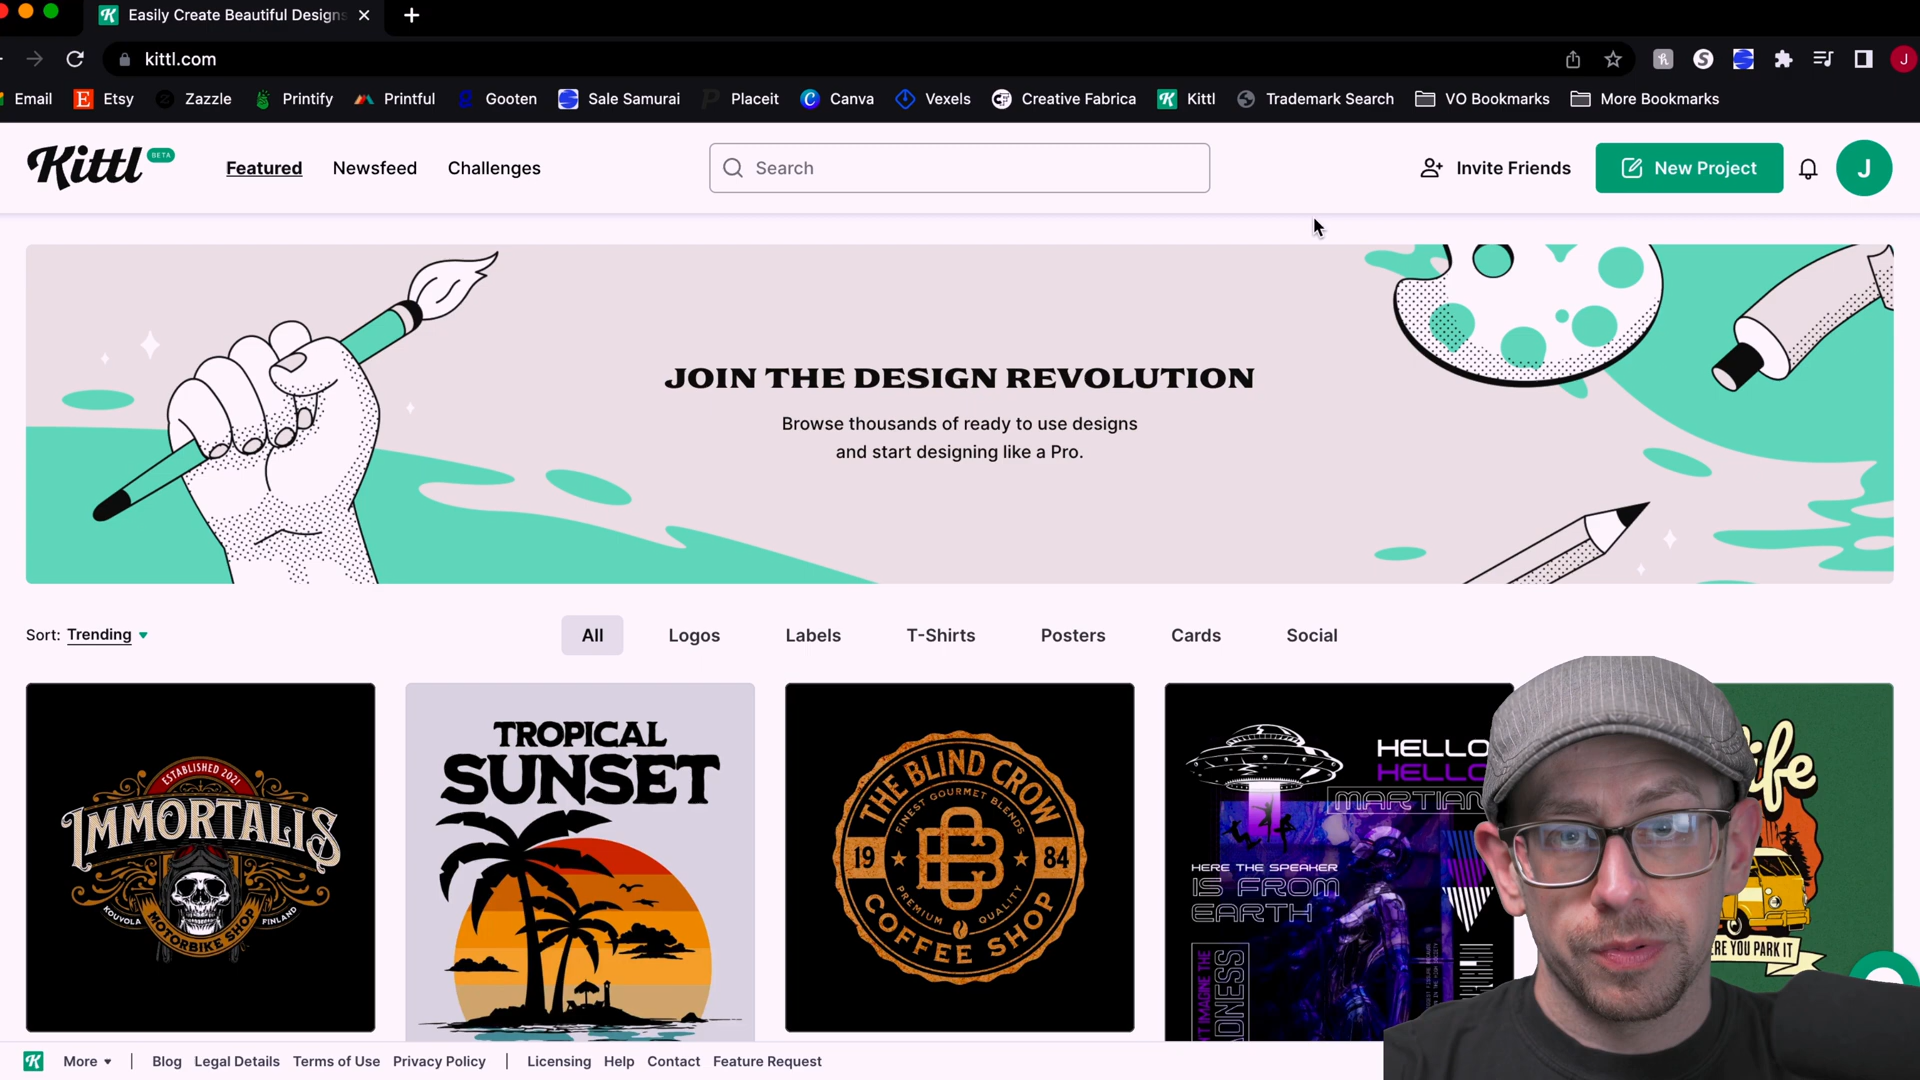 Easily Create Beautiful Designs
kittl.com
Email Etsy Zazzle Printify Printful Gooten Sale Samurai Placeit Canva Vexels Creative Fabrica Kittl Trademark Search VO Bookmarks More Bookmarks
Kittl BETA Featured Newsfeed Challenges Search Invite Friends New Project J
JOIN THE DESIGN REVOLUTION
Browse thousands of ready to use designs
and start designing like a Pro.
Sort: Trending All Logos Labels T-Shirts Posters Cards Social
ESTABLISHED 2021
IMMORTALIS
KOUVOLA FINLAND
MOTORBIKE SHOP
TROPICAL
SUNSET
THE BLIND CROW
FINEST GOURMET BLENDS
19 84
PREMIUM QUALITY
COFFEE SHOP
HELLO
HELLO
MARTIAN
HERE THE SPEAKER
IS FROM
EARTH
life
ERE YOU PARK IT
More Blog Legal Details Terms of Use Privacy Policy Licensing Help Contact Feature Request